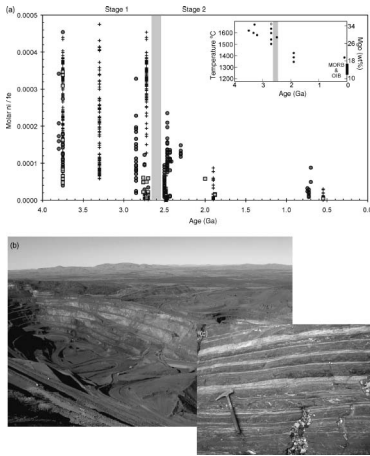 (a)
Stage 1 Stage 2
0.0005
0.0004
0.0003
0.0002
0.0001
0.0000
Molar ni / fe
4.0 3.5 3.0 2.5 2.0 1.5 1.0 0.5 0.0
Age (Ga)
1600
1500
1400
1300
1200
Temperature °C
34
26
18
10
Mgo (wt%)
MORB
&
OIB
4 3 2 1 0
Age (Ga)
(b)
(c)